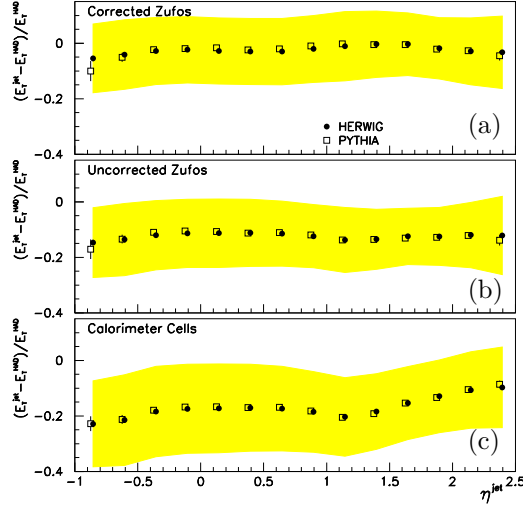 Corrected Zufos
(E_T^jet-E_T^HAD)/E_T^HAD
0
-0.2
-0.4
HERWIG
PYTHIA
(a)
Uncorrected Zufos
(E_T^jet-E_T^HAD)/E_T^HAD
0
-0.2
-0.4
(b)
Calorimeter Cells
(E_T^jet-E_T^HAD)/E_T^HAD
0
-0.2
-0.4
(c)
-1 -0.5 0 0.5 1 1.5 2 2.5
η^jet